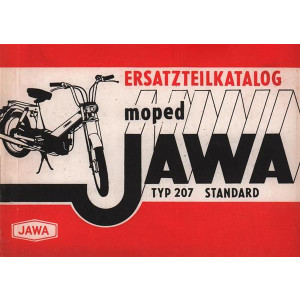 ERSATZTEILKATALOG
moped
JAWA
TYP 207 STANDARD
JAWA